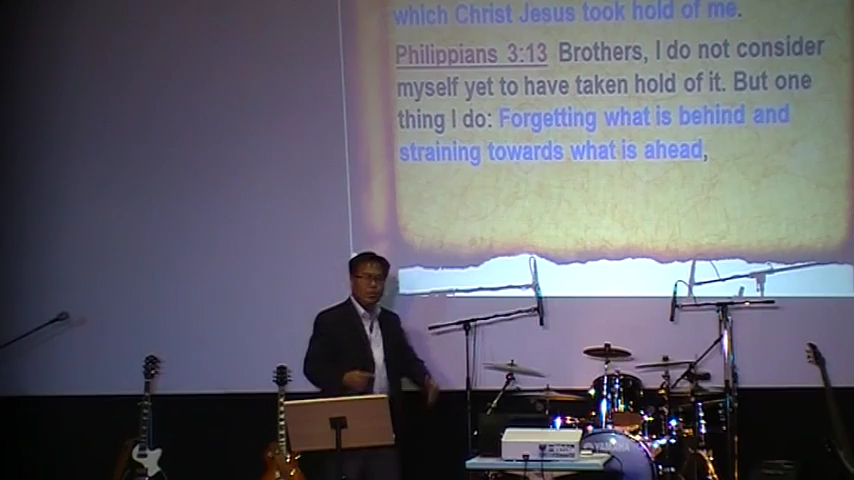 which Christ Jesus took hold of me.
Philippians 3:13 Brothers, I do not consider
myself yet to have taken hold of it. But one
thing I do: Forgetting what is behind and
straining towards what is ahead,
YAMAHA